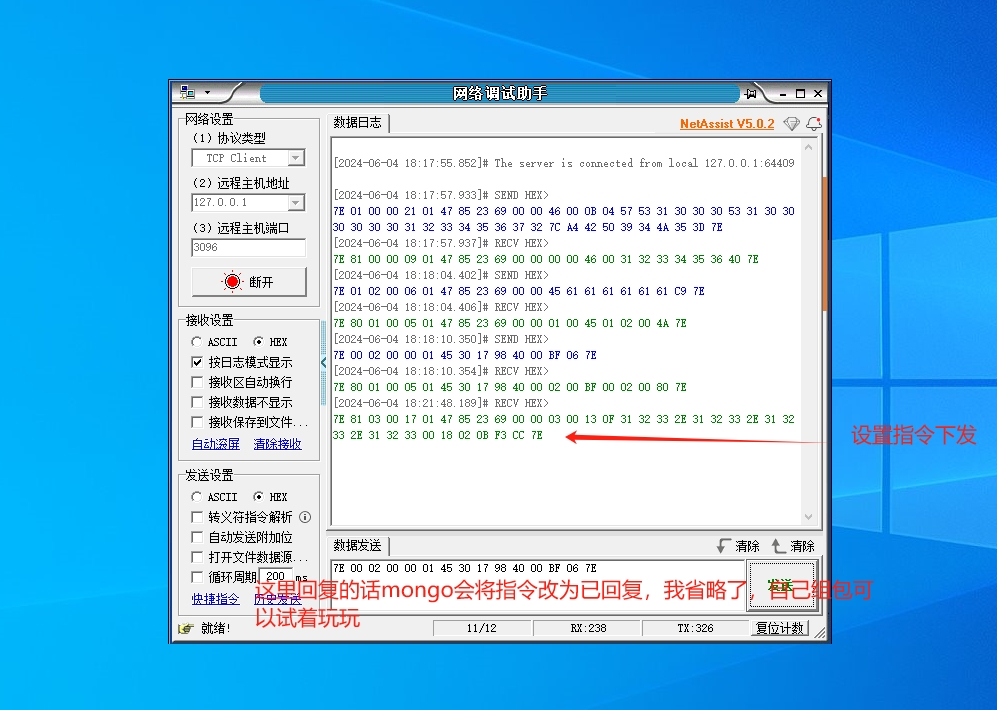 网络调试助手
网络设置
(1) 协议类型
TCP Client
(2) 远程主机地址
127.0.0.1
(3) 远程主机端口
3096
断开
接收设置
ASCII HEX
按日志模式显示
接收区自动换行
接收数据不显示
接收保存到文件...
自动滚屏 清除接收
发送设置
ASCII HEX
转义符指令解析
自动发送附加位
打开文件数据源...
循环周期 200 ms
快捷指令 历史发送
数据日志
NetAssist V5.0.2
[2024-06-04 18:17:55.852]# The server is connected from local 127.0.0.1:64409
[2024-06-04 18:17:57.933]# SEND HEX>
7E 01 00 00 21 01 47 85 23 69 00 00 46 00 0B 04 57 53 31 30 30 30 53 31 30 30
30 30 30 30 31 32 33 34 35 36 37 32 7C A4 42 50 39 34 4A 35 3D 7E
[2024-06-04 18:17:57.937]# RECV HEX>
7E 81 00 00 09 01 47 85 23 69 00 00 00 00 46 00 31 32 33 34 35 36 40 7E
[2024-06-04 18:18:04.402]# SEND HEX>
7E 01 02 00 06 01 47 85 23 69 00 00 45 61 61 61 61 61 61 C9 7E
[2024-06-04 18:18:04.406]# RECV HEX>
7E 80 01 00 05 01 47 85 23 69 00 00 01 00 45 01 02 00 4A 7E
[2024-06-04 18:18:10.350]# SEND HEX>
7E 00 02 00 00 01 45 30 17 98 40 00 BF 06 7E
[2024-06-04 18:18:10.354]# RECV HEX>
7E 80 01 00 05 01 45 30 17 98 40 00 02 00 BF 00 02 00 80 7E
[2024-06-04 18:21:48.189]# RECV HEX>
7E 81 03 00 17 01 47 85 23 69 00 00 03 00 13 0F 31 32 33 2E 31 32 33 2E 31 32
33 2E 31 32 33 00 18 02 0B F3 CC 7E
设置指令下发
数据发送
清除 清除
7E 00 02 00 00 01 45 30 17 98 40 00 BF 06 7E
发送
这里回复的话mongo会将指令改为已回复，我省略了，自己组包可
以试着玩玩
就绪!
11/12
RX:238
TX:326
复位计数